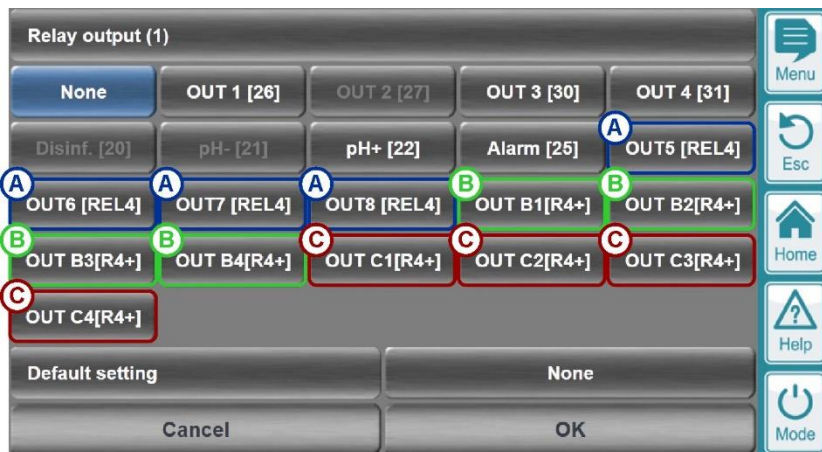 Relay output (1)
None OUT 1 [26] OUT 2 [27] OUT 3 [30] OUT 4 [31]
Disinf. [20] pH- [21] pH+ [22] Alarm [25] A OUT5 [REL4]
A OUT6 [REL4] A OUT7 [REL4] A OUT8 [REL4] B OUT B1[R4+] B OUT B2[R4+]
B OUT B3[R4+] B OUT B4[R4+] C OUT C1[R4+] C OUT C2[R4+] C OUT C3[R4+]
C OUT C4[R4+]
Default setting None
Cancel OK
Menu
Esc
Home
?
Help
Mode